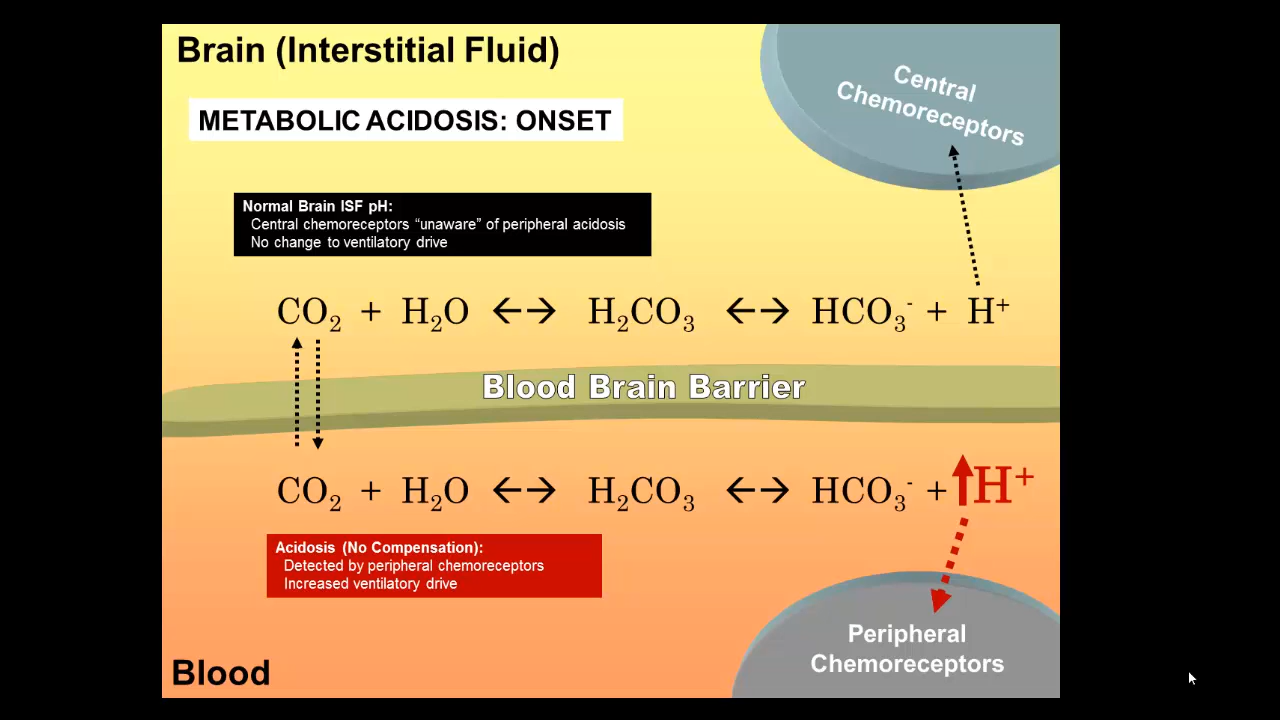 Brain (Interstitial Fluid)
Central
Chemoreceptors
METABOLIC ACIDOSIS: ONSET
Normal Brain ISF pH:
Central chemoreceptors “unaware” of peripheral acidosis
No change to ventilatory drive
CO₂ + H₂O ←→ H₂CO₃ ←→ HCO₃⁻ + H⁺
Blood Brain Barrier
CO₂ + H₂O ←→ H₂CO₃ ←→ HCO₃⁻ + ↑H⁺
Acidosis (No Compensation):
Detected by peripheral chemoreceptors
Increased ventilatory drive
Peripheral
Chemoreceptors
Blood